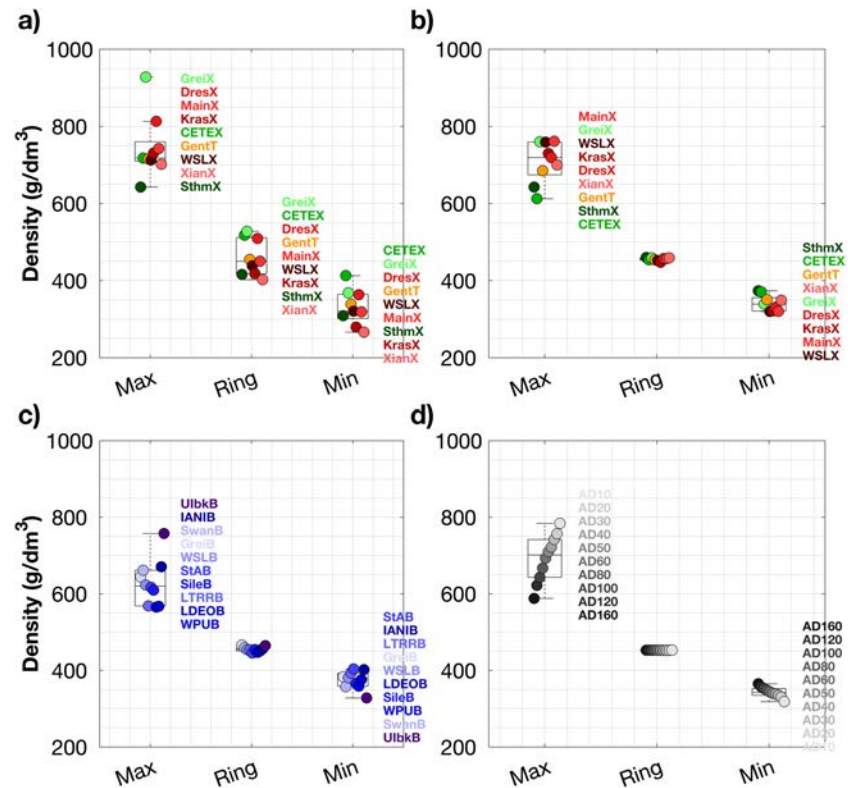 a)
1000
800
600
400
200
Density (g/dm³)
GreiX
DresX
MainX
KrasX
CETEX
GentT
WSLX
XianX
SthmX
GreiX
CETEX
DresX
GentT
MainX
WSLX
KrasX
SthmX
XianX
CETEX
GreiX
DresX
GentT
WSLX
MainX
SthmX
KrasX
XianX
Max
Ring
Min
b)
1000
800
600
400
200
MainX
GreiX
WSLX
KrasX
DresX
XianX
GentT
SthmX
CETEX
SthmX
CETEX
GentT
XianX
GreiX
DresX
KrasX
MainX
WSLX
Max
Ring
Min
c)
1000
800
600
400
200
Density (g/dm³)
UlbkB
IANIB
SwanB
GreiB
WSLB
StAB
SileB
LTRRB
LDEOB
WPUB
StAB
IANIB
LTRRB
GreiB
WSLB
LDEOB
SileB
WPUB
SwanB
UlbkB
Max
Ring
Min
d)
1000
800
600
400
200
AD10
AD20
AD30
AD40
AD50
AD60
AD80
AD100
AD120
AD160
AD160
AD120
AD100
AD80
AD60
AD50
AD40
AD30
AD20
AD10
Max
Ring
Min